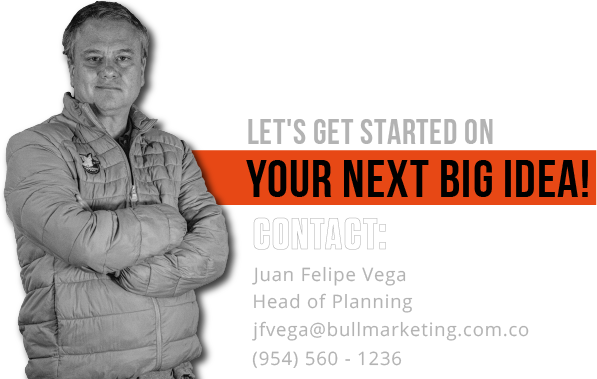 LET'S GET STARTED ON
YOUR NEXT BIG IDEA!
CONTACT:
Juan Felipe Vega
Head of Planning
jfvega@bullmarketing.com.co
(954) 560 - 1236